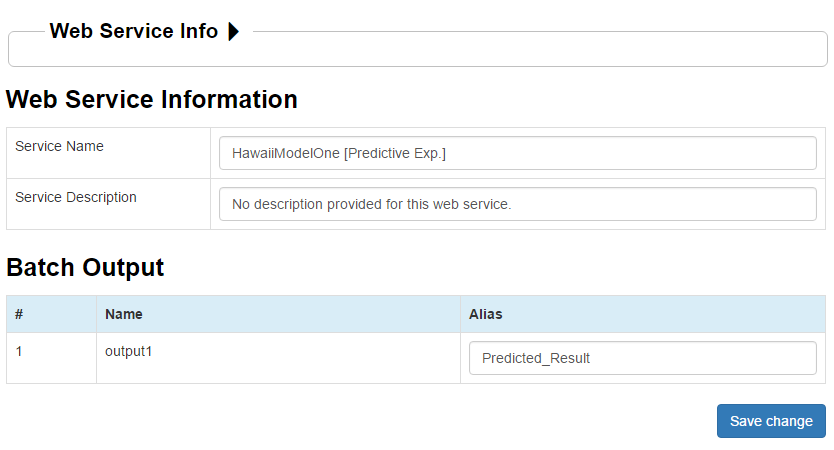 Web Service Info
Web Service Information
Service Name HawaiiModelOne [Predictive Exp.]
Service Description No description provided for this web service.
Batch Output
# Name Alias
1 output1 Predicted_Result
Save change